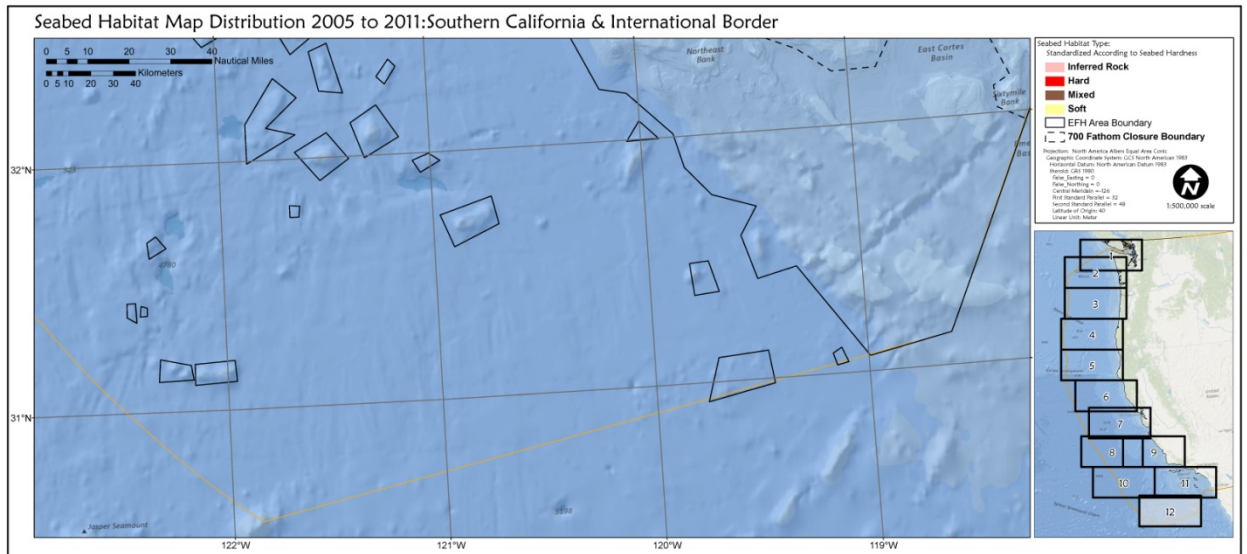 Seabed Habitat Map Distribution 2005 to 2011:Southern California & International Border
0 5 10 20 30 40
Nautical Miles
Kilometers
0 5 10 20 30 40
Northeast
Bank
East Cortes
Basin
Sixtymile
Bank
32°N
31°N
4780
Jasper Seamount
122°W
121°W
120°W
119°W
Seabed Habitat Type:
Standardized According to Seabed Hardness
Inferred Rock
Hard
Mixed
Soft
EFH Area Boundary
700 Fathom Closure Boundary
Projection: North America Albers Equal Area Conic
Geographic Coordinate System: GCS North American 1983
Horizontal Datum: North American Datum 1983
GRS 1980
False_Easting = 0
False_Northing = 0
First Standard Parallel = 32
Second Standard Parallel = 48
Latitude of Origin: 40
Linear Unit: Meter
N
1:500,000 scale
1
2
3
4
5
6
7
8
9
10
11
12